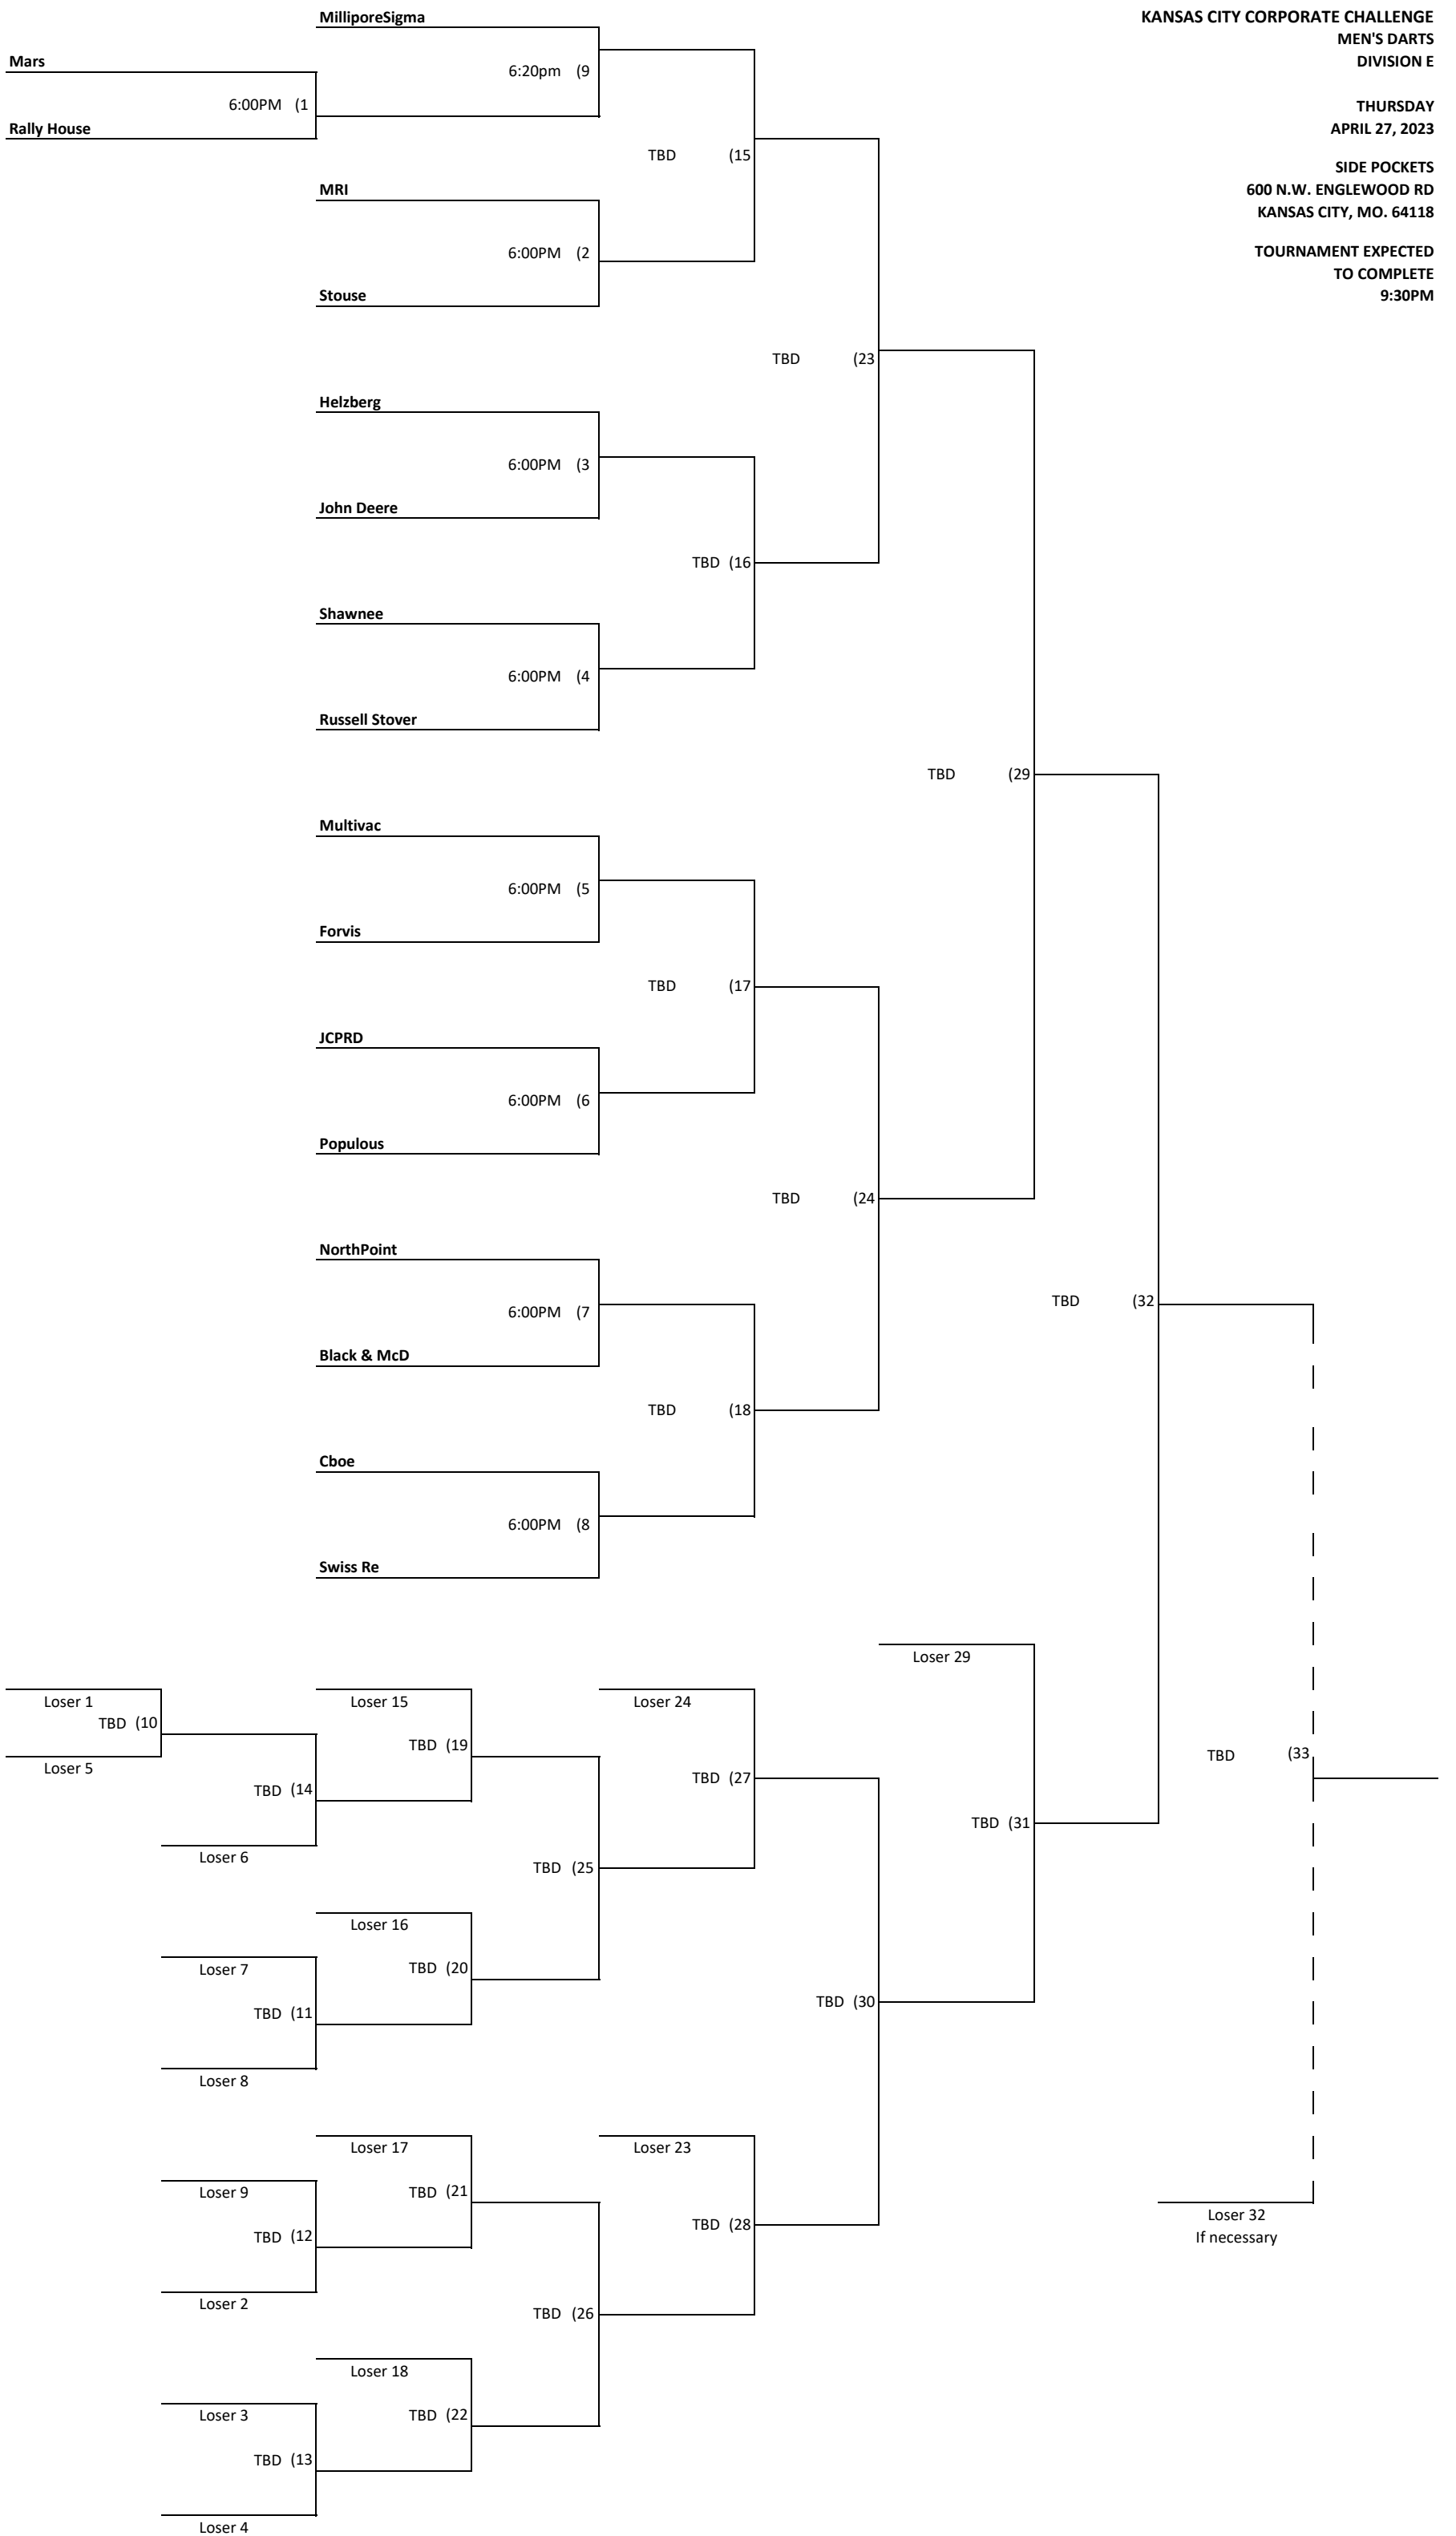 MilliporeSigma
KANSAS CITY CORPORATE CHALLENGE
MEN'S DARTS
Mars
6:20pm (9
DIVISION E
6:00PM (1
THURSDAY
Rally House
APRIL 27, 2023
TBD (15
SIDE POCKETS
MRI
600 N.W. ENGLEWOOD RD
KANSAS CITY, MO. 64118
6:00PM (2
TOURNAMENT EXPECTED
TO COMPLETE
Stouse
9:30PM
TBD (23
Helzberg
6:00PM (3
John Deere
TBD (16
Shawnee
6:00PM (4
Russell Stover
TBD (29
Multivac
6:00PM (5
Forvis
TBD (17
JCPRD
6:00PM (6
Populous
TBD (24
NorthPoint
6:00PM (7
TBD (32
Black & McD
TBD (18
Cboe
6:00PM (8
Swiss Re
Loser 29
Loser 1
Loser 15
Loser 24
TBD (10
TBD (19
TBD (33
Loser 5
TBD (27
TBD (14
TBD (31
Loser 6
TBD (25
Loser 16
Loser 7
TBD (20
TBD (30
TBD (11
Loser 8
Loser 17
Loser 23
Loser 9
TBD (21
Loser 32
TBD (28
TBD (12
If necessary
Loser 2
TBD (26
Loser 18
Loser 3
TBD (22
TBD (13
Loser 4